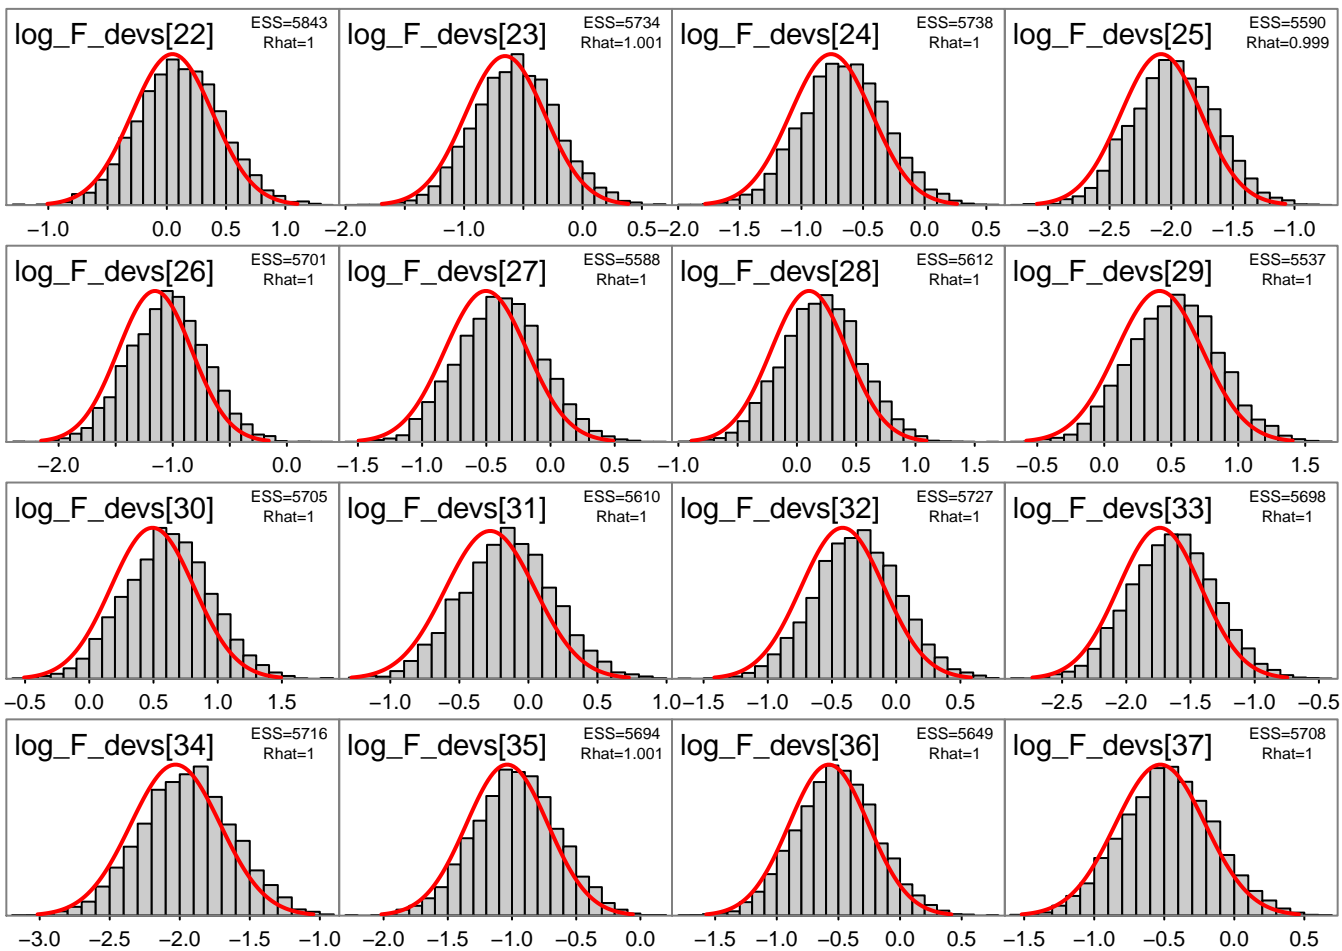 log_F_devs[22]
ESS=5843
Rhat=1
−1.0 0.0 0.5 1.0
log_F_devs[23]
ESS=5734
Rhat=1.001
−2.0 −1.0 0.0 0.5
log_F_devs[24]
ESS=5738
Rhat=1
−2.0 −1.5 −1.0 −0.5 0.0 0.5
log_F_devs[25]
ESS=5590
Rhat=0.999
−3.0 −2.5 −2.0 −1.5 −1.0
log_F_devs[26]
ESS=5701
Rhat=1
−2.0 −1.0 0.0
log_F_devs[27]
ESS=5588
Rhat=1
−1.5 −1.0 −0.5 0.0 0.5
log_F_devs[28]
ESS=5612
Rhat=1
−1.0 0.0 0.5 1.0 1.5
log_F_devs[29]
ESS=5537
Rhat=1
−0.5 0.0 0.5 1.0 1.5
log_F_devs[30]
ESS=5705
Rhat=1
−0.5 0.0 0.5 1.0 1.5
log_F_devs[31]
ESS=5610
Rhat=1
−1.0 0.0 0.5 1.0
log_F_devs[32]
ESS=5727
Rhat=1
−1.5 −1.0 −0.5 0.0 0.5
log_F_devs[33]
ESS=5698
Rhat=1
−2.5 −2.0 −1.5 −1.0 −0.5
log_F_devs[34]
ESS=5716
Rhat=1
−3.0 −2.5 −2.0 −1.5 −1.0
log_F_devs[35]
ESS=5694
Rhat=1.001
−2.0 −1.5 −1.0 −0.5 0.0
log_F_devs[36]
ESS=5649
Rhat=1
−1.5 −1.0 −0.5 0.0 0.5
log_F_devs[37]
ESS=5708
Rhat=1
−1.5 −1.0 −0.5 0.0 0.5